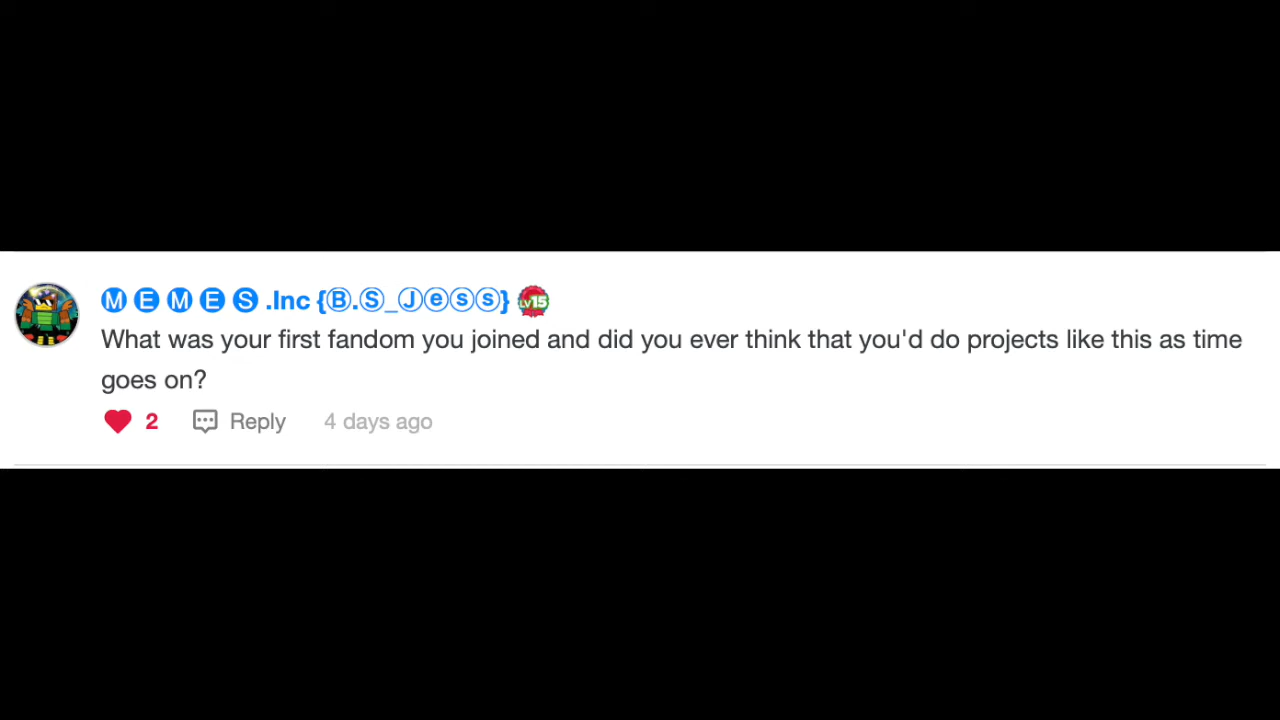 🅜 🅔 🅜 🅔 🅢 .Inc {Ⓑ.Ⓢ_Ⓙⓔⓢⓢ} LV15
What was your first fandom you joined and did you ever think that you'd do projects like this as time
goes on?
2 Reply 4 days ago